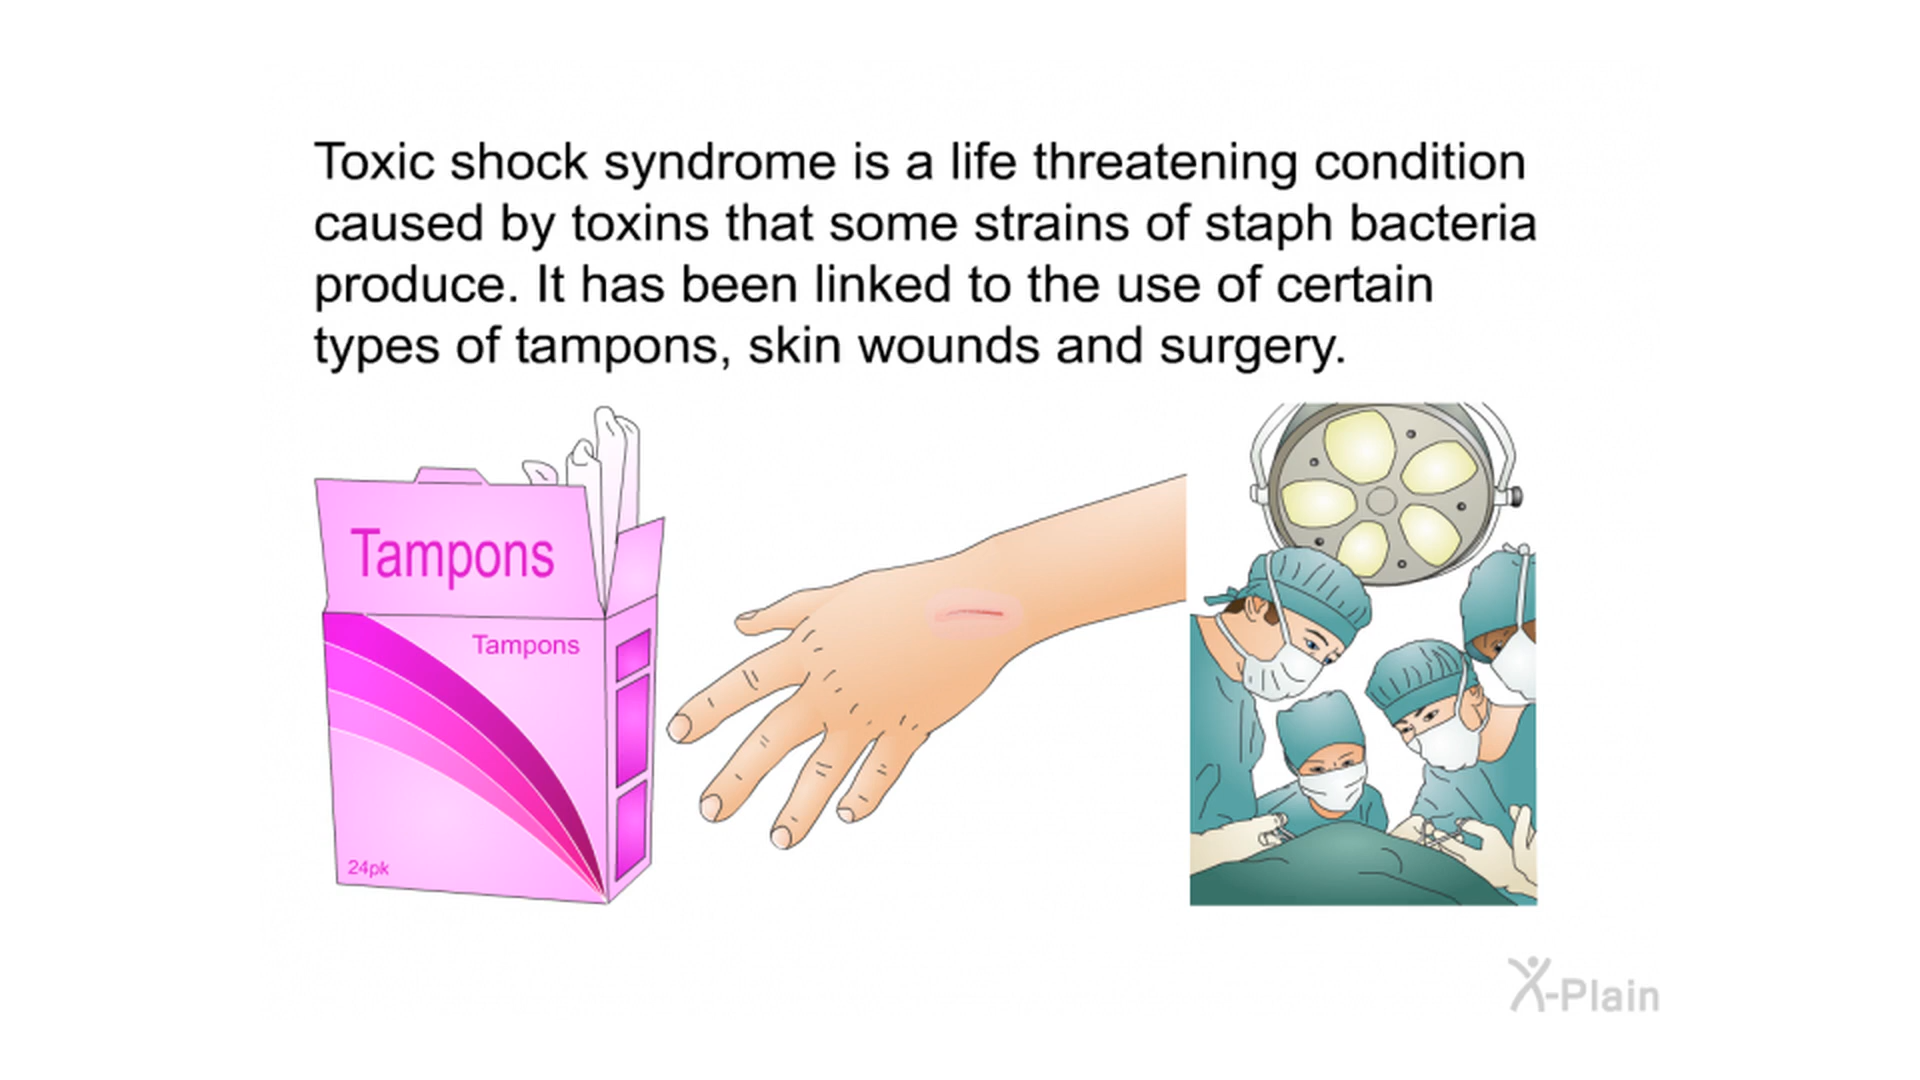 Toxic shock syndrome is a life threatening condition
caused by toxins that some strains of staph bacteria
produce. It has been linked to the use of certain
types of tampons, skin wounds and surgery.
Tampons
Tampons
24pk
X-Plain